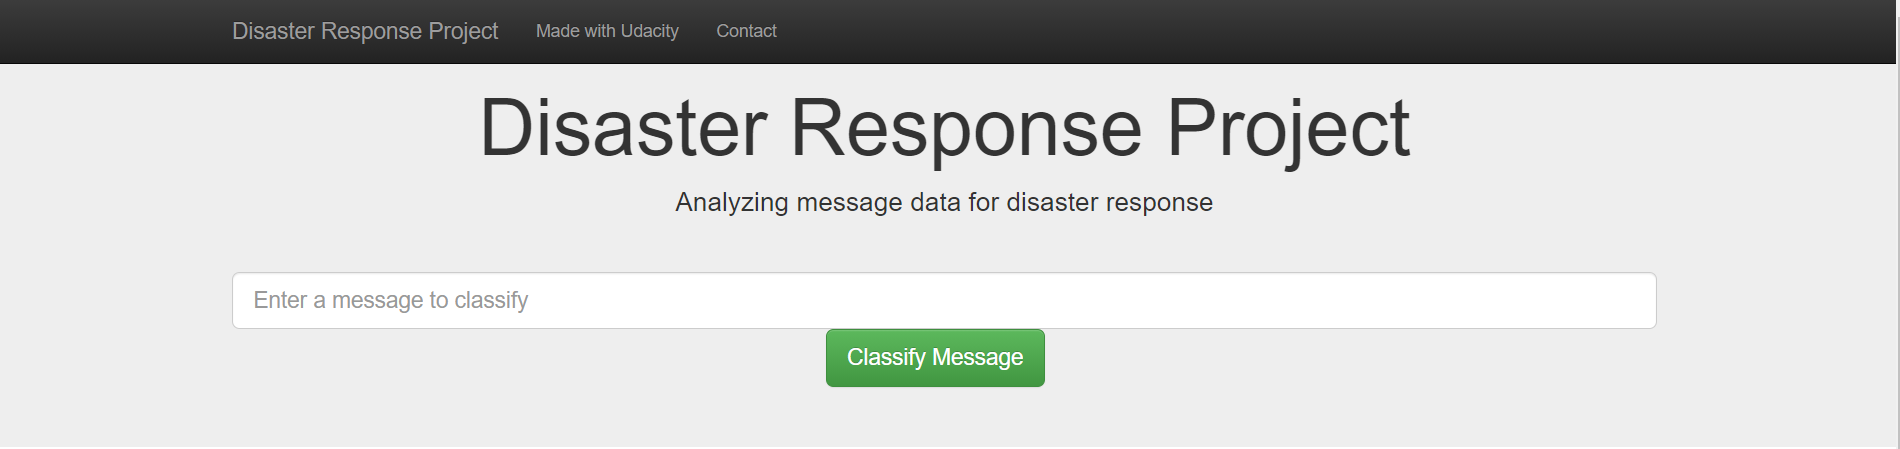 Disaster Response Project Made with Udacity Contact
Disaster Response Project
Analyzing message data for disaster response
Enter a message to classify
Classify Message